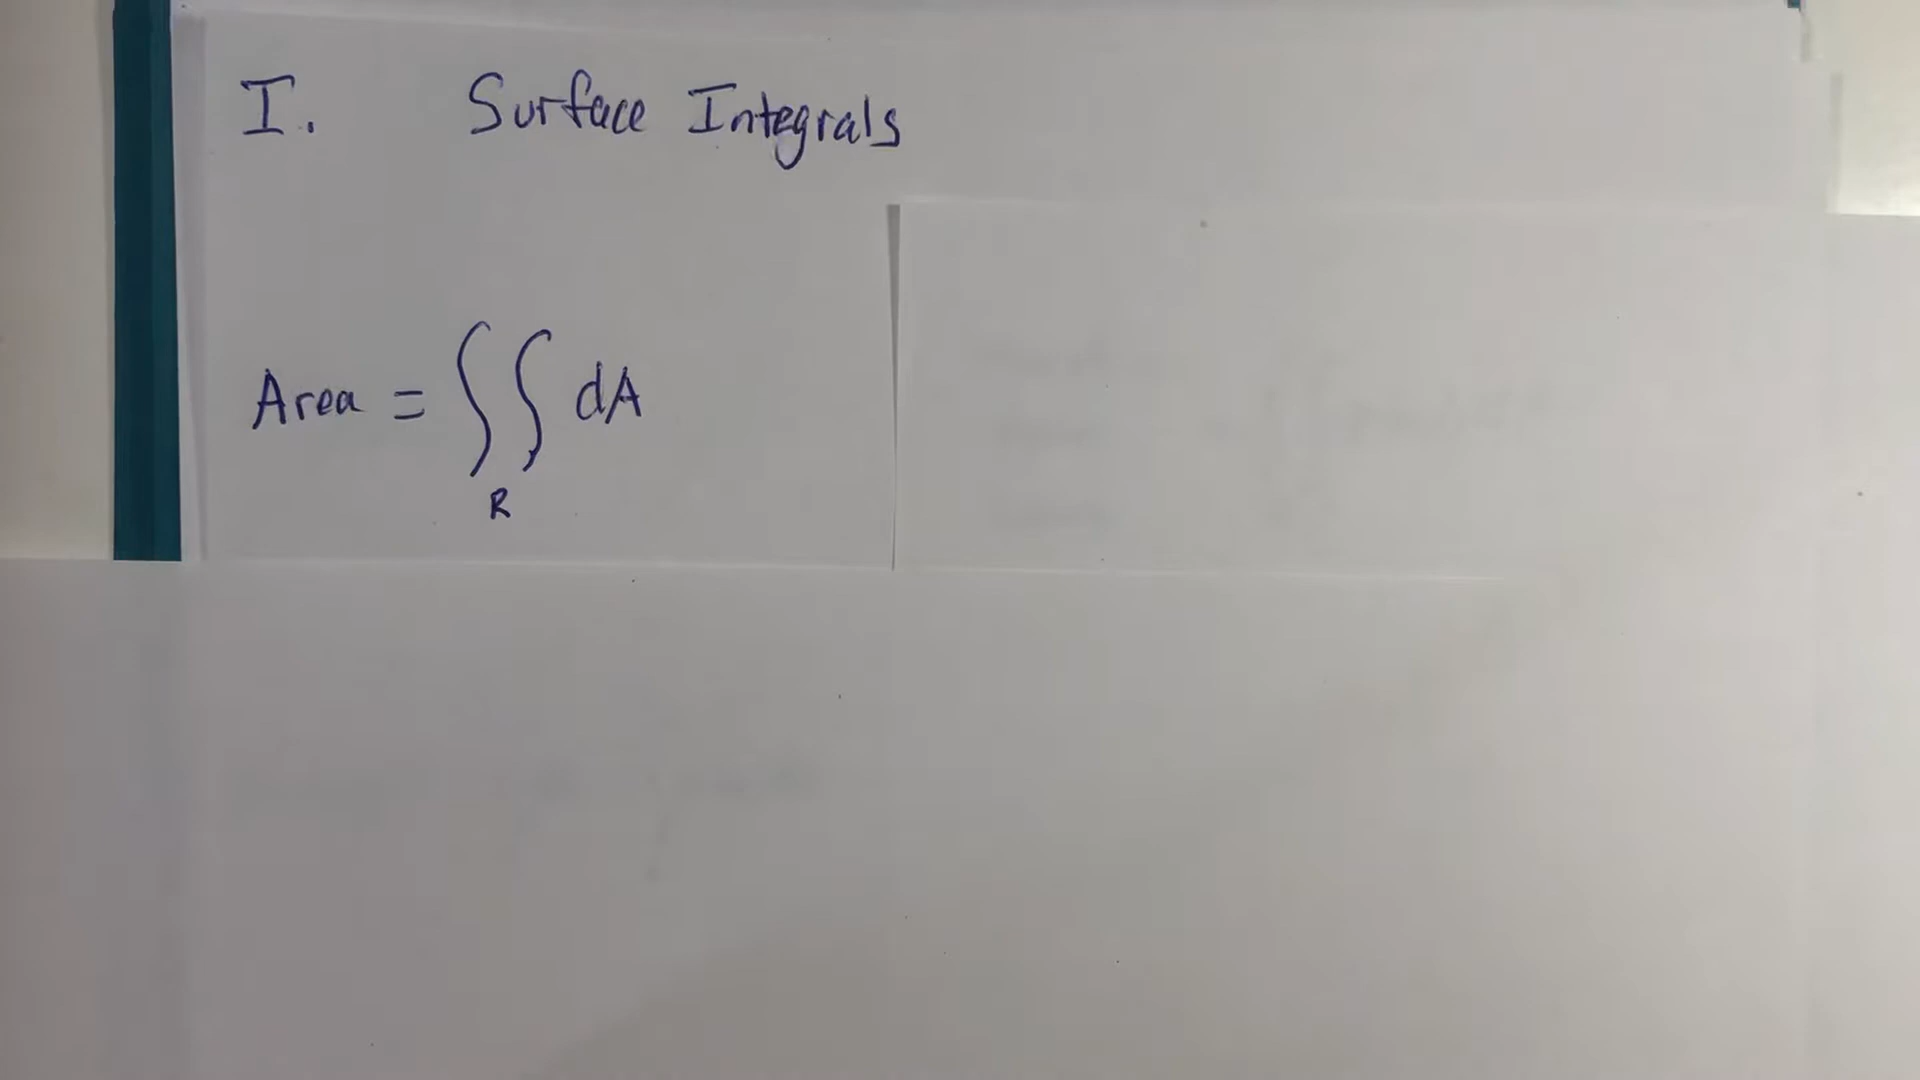 I. Surface Integrals
Area = ∫∫ dA
R